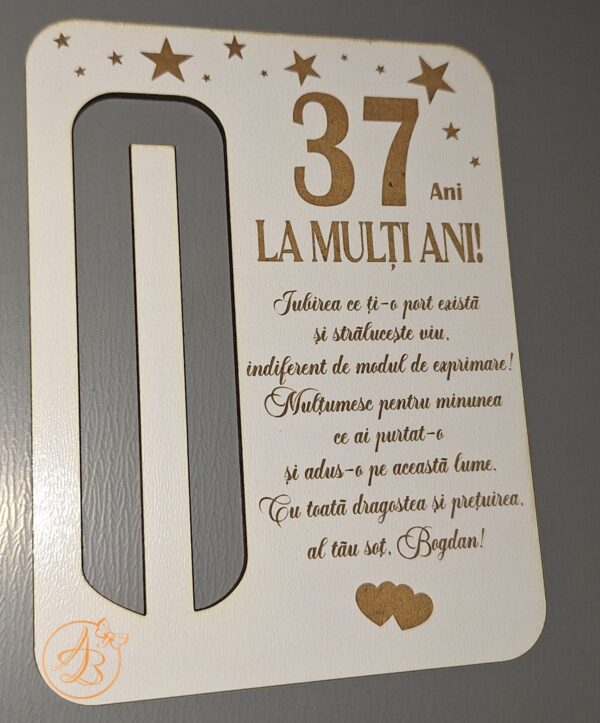 37 Ani
LA MULȚI ANI!
Iubirea ce ți-o port există
și strălucește viu,
indiferent de modul de exprimare!
Mulțumesc pentru minunea
ce ai purtat-o
și adus-o pe această lume.
Cu toată dragostea și prețuirea,
al tău soț, Bogdan!
AB